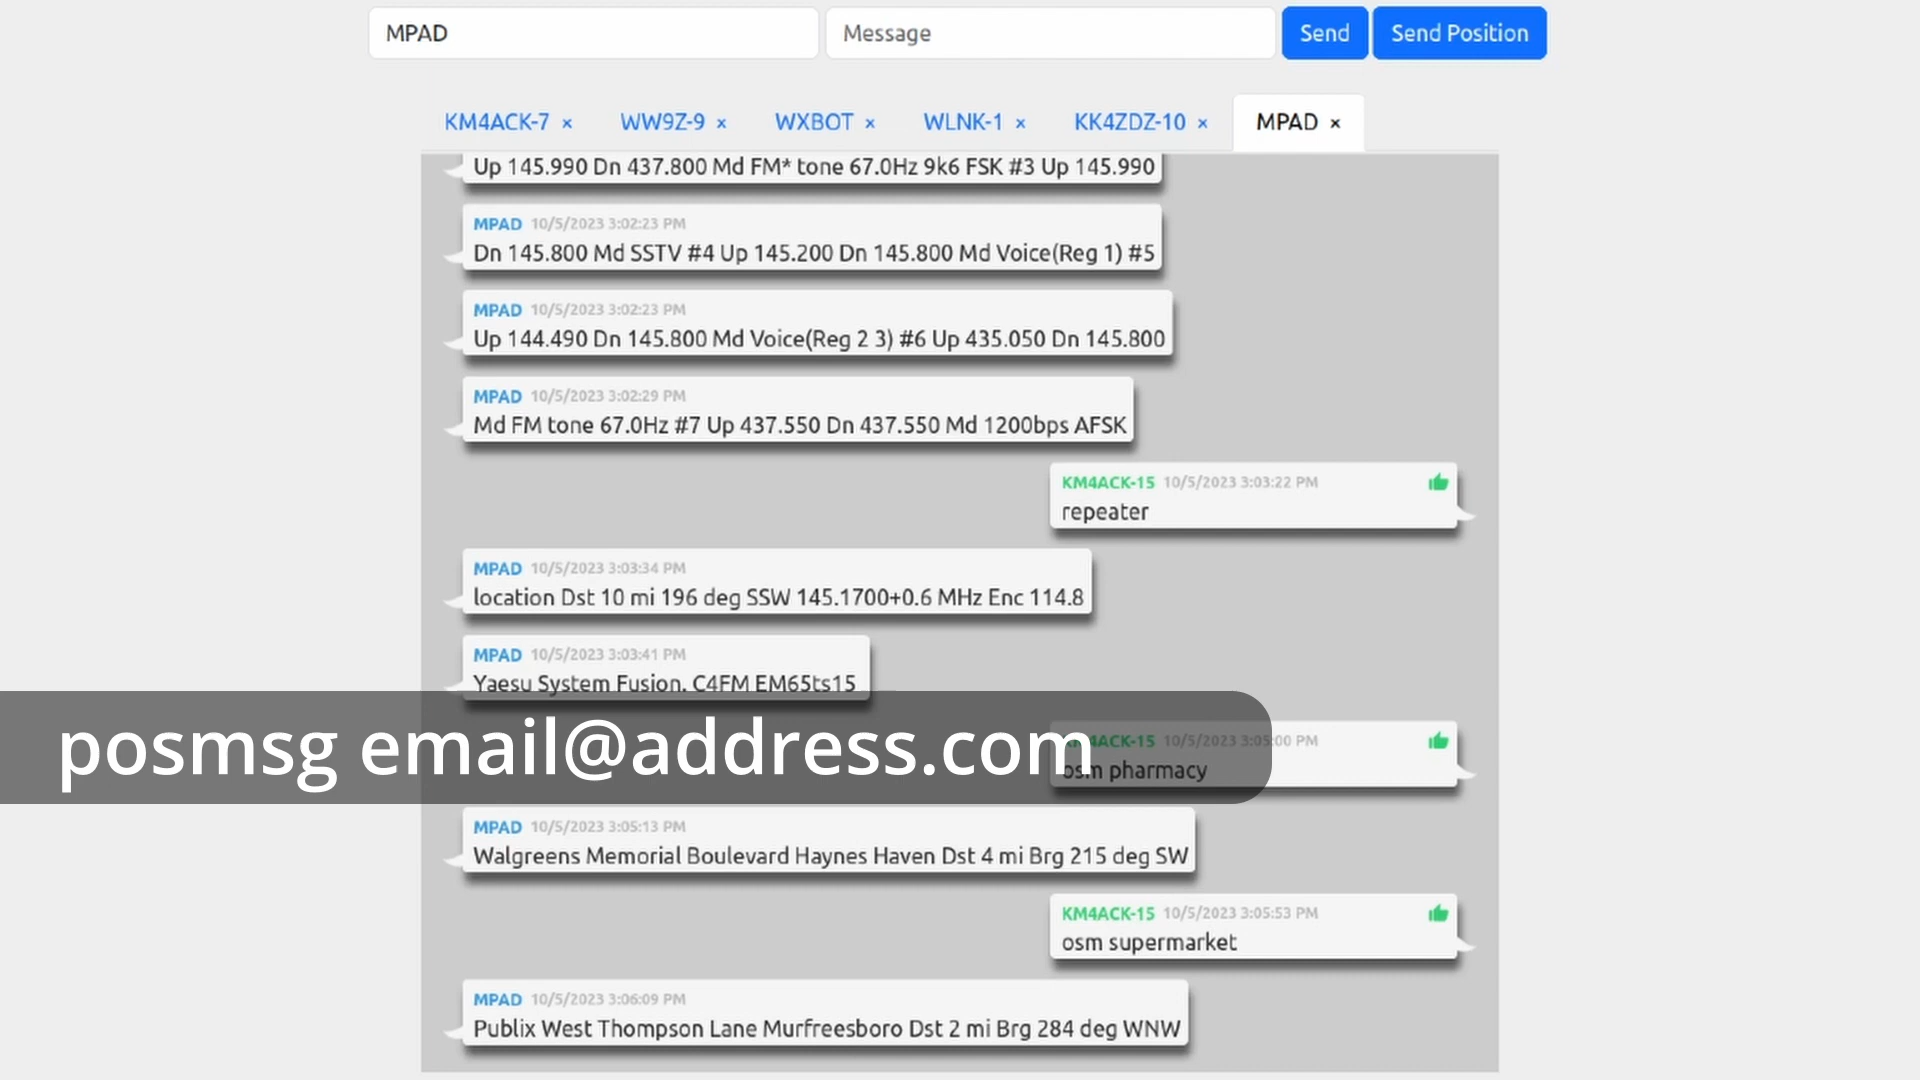 MPAD
Message
Send
Send Position
KM4ACK-7 ×
WW9Z-9 ×
WXBOT ×
WLNK-1 ×
KK4ZDZ-10 ×
MPAD ×
Up 145.990 Dn 437.800 Md FM* tone 67.0Hz 9k6 FSK #3 Up 145.990
MPAD 10/5/2023 3:02:23 PM
Dn 145.800 Md SSTV #4 Up 145.200 Dn 145.800 Md Voice(Reg 1) #5
MPAD 10/5/2023 3:02:23 PM
Up 144.490 Dn 145.800 Md Voice(Reg 2 3) #6 Up 435.050 Dn 145.800
MPAD 10/5/2023 3:02:29 PM
Md FM tone 67.0Hz #7 Up 437.550 Dn 437.550 Md 1200bps AFSK
KM4ACK-15 10/5/2023 3:03:22 PM
repeater
MPAD 10/5/2023 3:03:34 PM
location Dst 10 mi 196 deg SSW 145.1700+0.6 MHz Enc 114.8
MPAD 10/5/2023 3:03:41 PM
Yaesu System Fusion. C4FM EM65ts15
posmsg email@address.com
KM4ACK-15 10/5/2023 3:05:00 PM
osm pharmacy
MPAD 10/5/2023 3:05:13 PM
Walgreens Memorial Boulevard Haynes Haven Dst 4 mi Brg 215 deg SW
KM4ACK-15 10/5/2023 3:05:53 PM
osm supermarket
MPAD 10/5/2023 3:06:09 PM
Publix West Thompson Lane Murfreesboro Dst 2 mi Brg 284 deg WNW